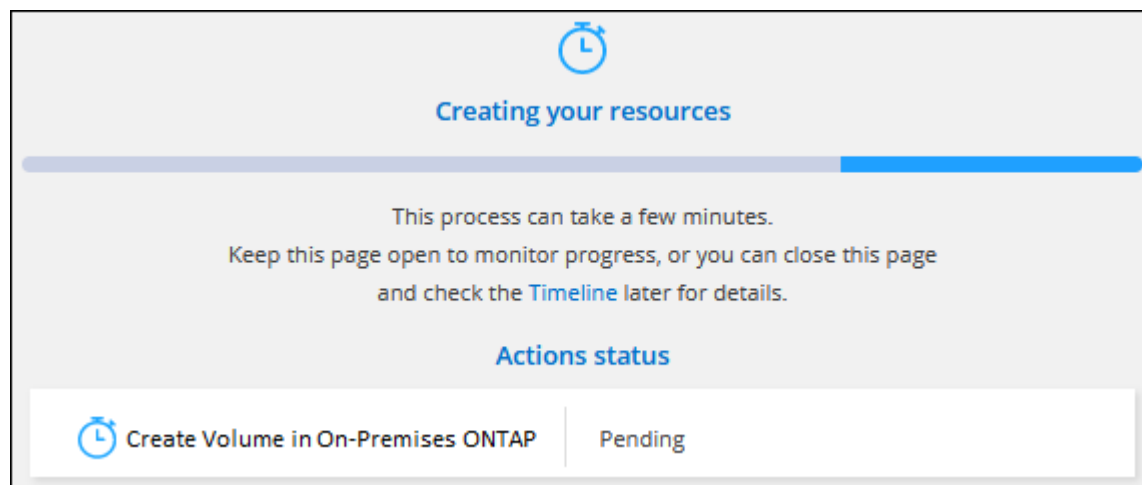 Creating your resources
This process can take a few minutes.
Keep this page open to monitor progress, or you can close this page
and check the Timeline later for details.
Actions status
Create Volume in On-Premises ONTAP
Pending